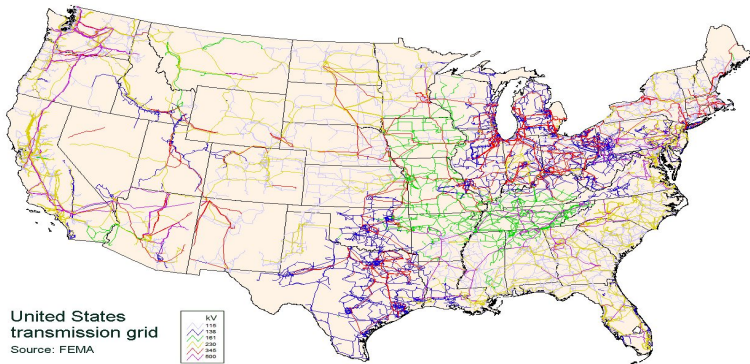 United States
transmission grid
Source: FEMA
kV
115
138
161
230
345
500